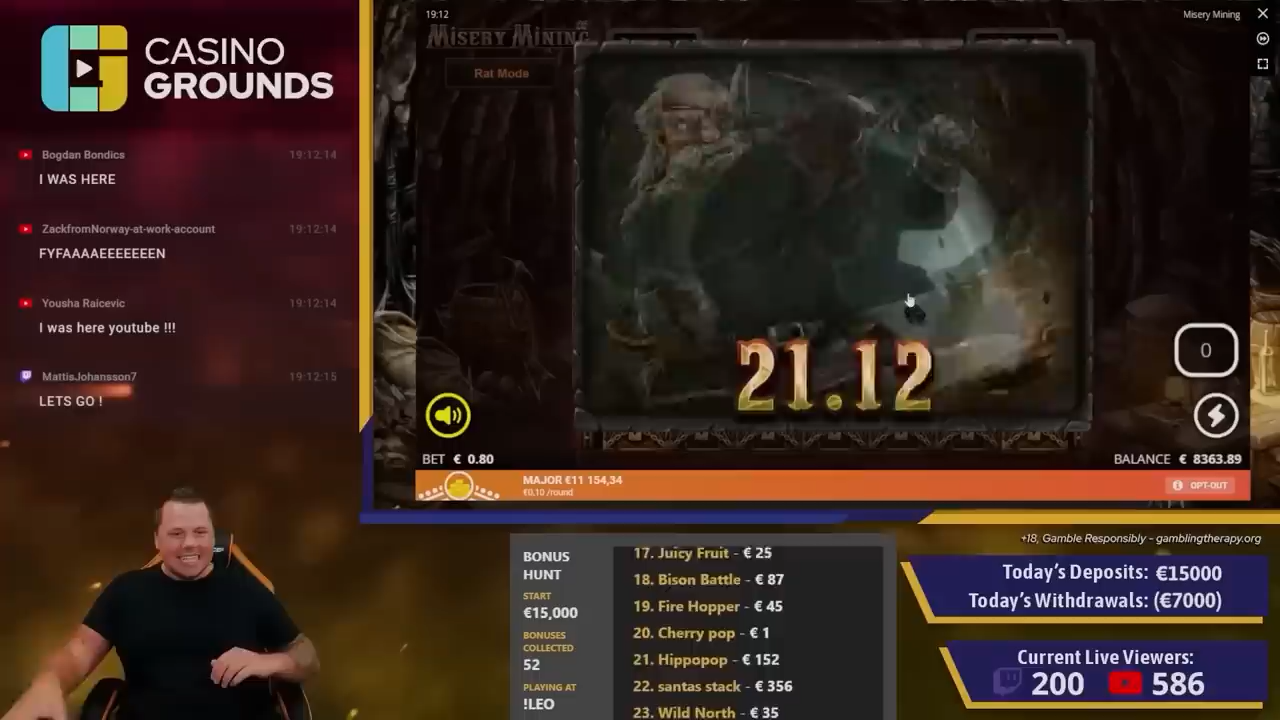 CASINO
GROUNDS
Bogdan Bondics 19:12:14
I WAS HERE
ZackfromNorway-at-work-account 19:12:14
FYFAAAAEEEEEEEN
Yousha Raicevic 19:12:14
I was here youtube !!!
MattisJohansson7 19:12:15
LETS GO !
19:12
Misery Mining
Misery Mining
Rat Mode
21.12
0
BET € 0.80
BALANCE € 8363.89
MAJOR €11 154,34
€0,10 /round
OPT-OUT
+18, Gamble Responsibly - gamblingtherapy.org
BONUS
HUNT
START
€15,000
BONUSES
COLLECTED
52
PLAYING AT
!LEO
17. Juicy Fruit - € 25
18. Bison Battle - € 87
19. Fire Hopper - € 45
20. Cherry pop - € 1
21. Hippopop - € 152
22. santas stack - € 356
23. Wild North - € 35
Today's Deposits: €15000
Today's Withdrawals: (€7000)
Current Live Viewers:
200 586